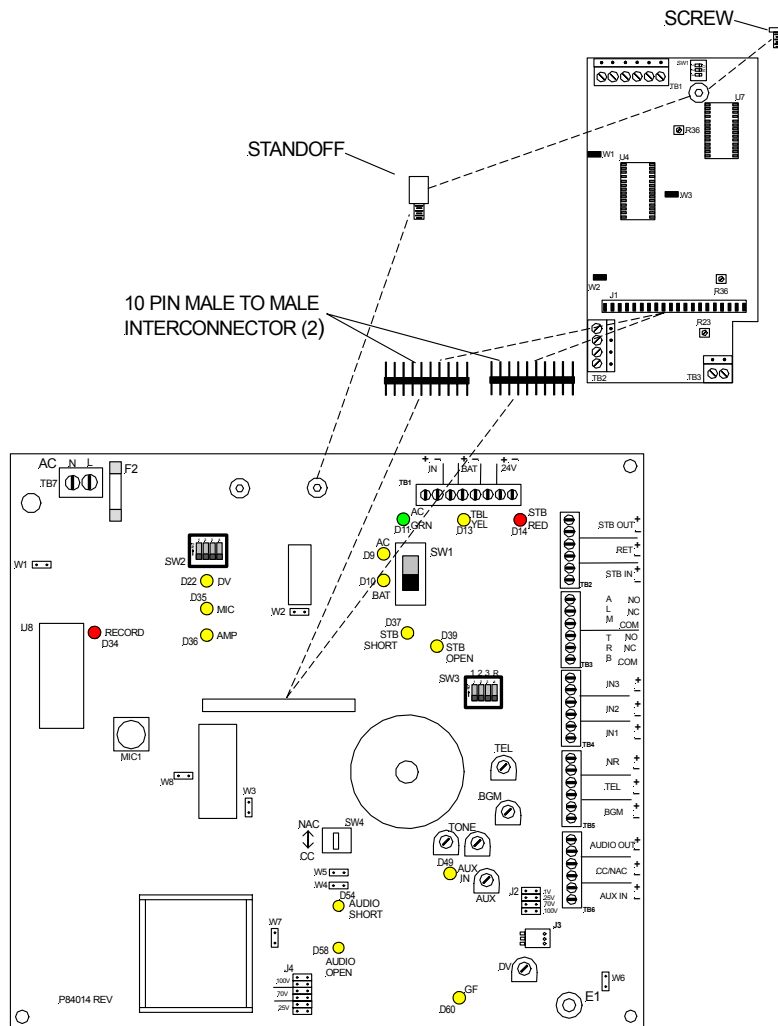 SCREW
SW1
TB1
U7
R36
STANDOFF
U4
W1
W3
W2
R36
10 PIN MALE TO MALE
INTERCONNECTOR (2)
J1
R23
TB2
TB3
AC N L
TB7
F2
+ - + - + -
IN BAT 24V
TB1
AC
GRN
D11
TBL
YEL
D13
STB
RED
D14
SW2
AC
D9
SW1
W1
D22 DV
D10
BAT
D35
MIC
W2
U8
RECORD
D34
D36 AMP
D37
STB
SHORT
D39
STB
OPEN
SW3
1 2 3 R
MIC1
W8
W3
TEL
BGM
NAC
CC
SW4
TONE
W5
W4
D49
AUX
IN
AUX
D54
AUDIO
SHORT
J2
1V
25V
70V
100V
W7
J3
D58
AUDIO
OPEN
DV
J4
100V
70V
25V
GF
D60
E1
W6
P84014 REV
STB OUT + -
RET + -
STB IN + -
TB2
A L M
NO
NC
COM
T R B
NO
NC
COM
TB3
IN3 + -
IN2 + -
IN1 + -
TB4
NR + -
TEL + -
BGM + -
TB5
AUDIO OUT + -
CC/NAC + -
AUX IN + -
TB6